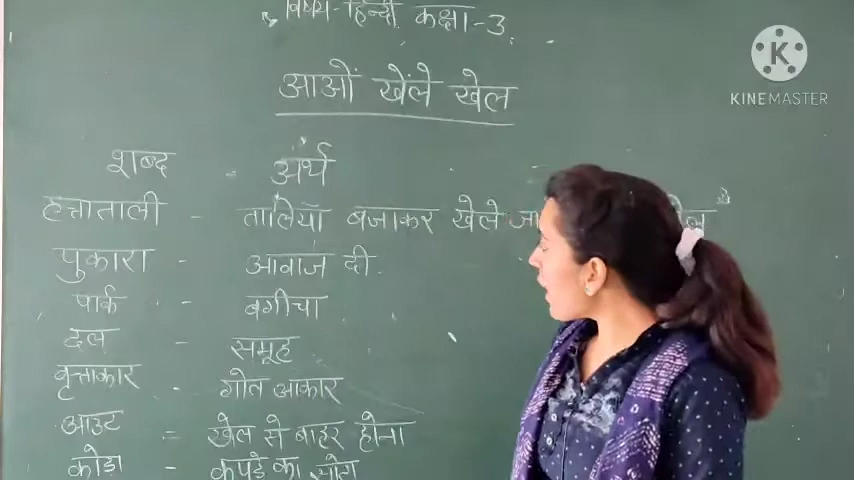 विषय-हिन्दी कक्षा-3.
KINEMASTER
आओं खेंले खेल
शब्द - अर्थ
हत्ताताली - तालियाँ बजाकर खेले जा खेल
पुकारा - आवाज दी.
पार्क - बगीचा
दल - समूह
वृत्ताकार - गोल आकार
आउट = खेल से बाहर होना
कोडा - कपडे का